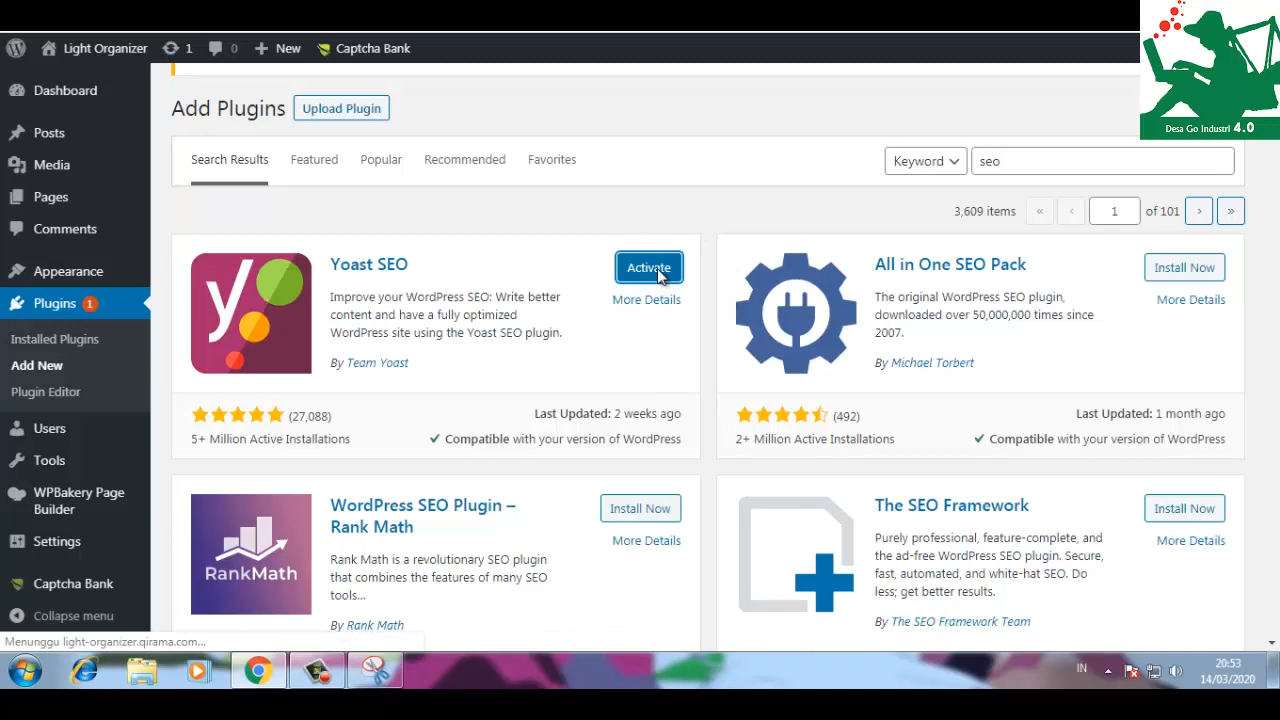 Light Organizer 1 0 New Captcha Bank
Desa Go Industri 4.0
Dashboard
Posts
Media
Pages
Comments
Appearance
Plugins 1
Installed Plugins
Add New
Plugin Editor
Users
Tools
WPBakery Page
Builder
Settings
Captcha Bank
Collapse menu
Add Plugins Upload Plugin
Search Results Featured Popular Recommended Favorites Keyword seo
3,609 items « ‹ 1 of 101 › »
y
Yoast SEO
Activate
More Details
Improve your WordPress SEO: Write better
content and have a fully optimized
WordPress site using the Yoast SEO plugin.
By Team Yoast
(27,088)
Last Updated: 2 weeks ago
5+ Million Active Installations
✓ Compatible with your version of WordPress
All in One SEO Pack
Install Now
More Details
The original WordPress SEO plugin,
downloaded over 50,000,000 times since
2007.
By Michael Torbert
(492)
Last Updated: 1 month ago
2+ Million Active Installations
✓ Compatible with your version of WordPress
RankMath
WordPress SEO Plugin –
Rank Math
Install Now
More Details
Rank Math is a revolutionary SEO plugin
that combines the features of many SEO
tools...
By Rank Math
The SEO Framework
Install Now
More Details
Purely professional, feature-complete, and
the ad-free WordPress SEO plugin. Secure,
fast, automated, and white-hat SEO. Do
less; get better results.
By The SEO Framework Team
Menunggu light-organizer.qirama.com...
IN
20:53
14/03/2020